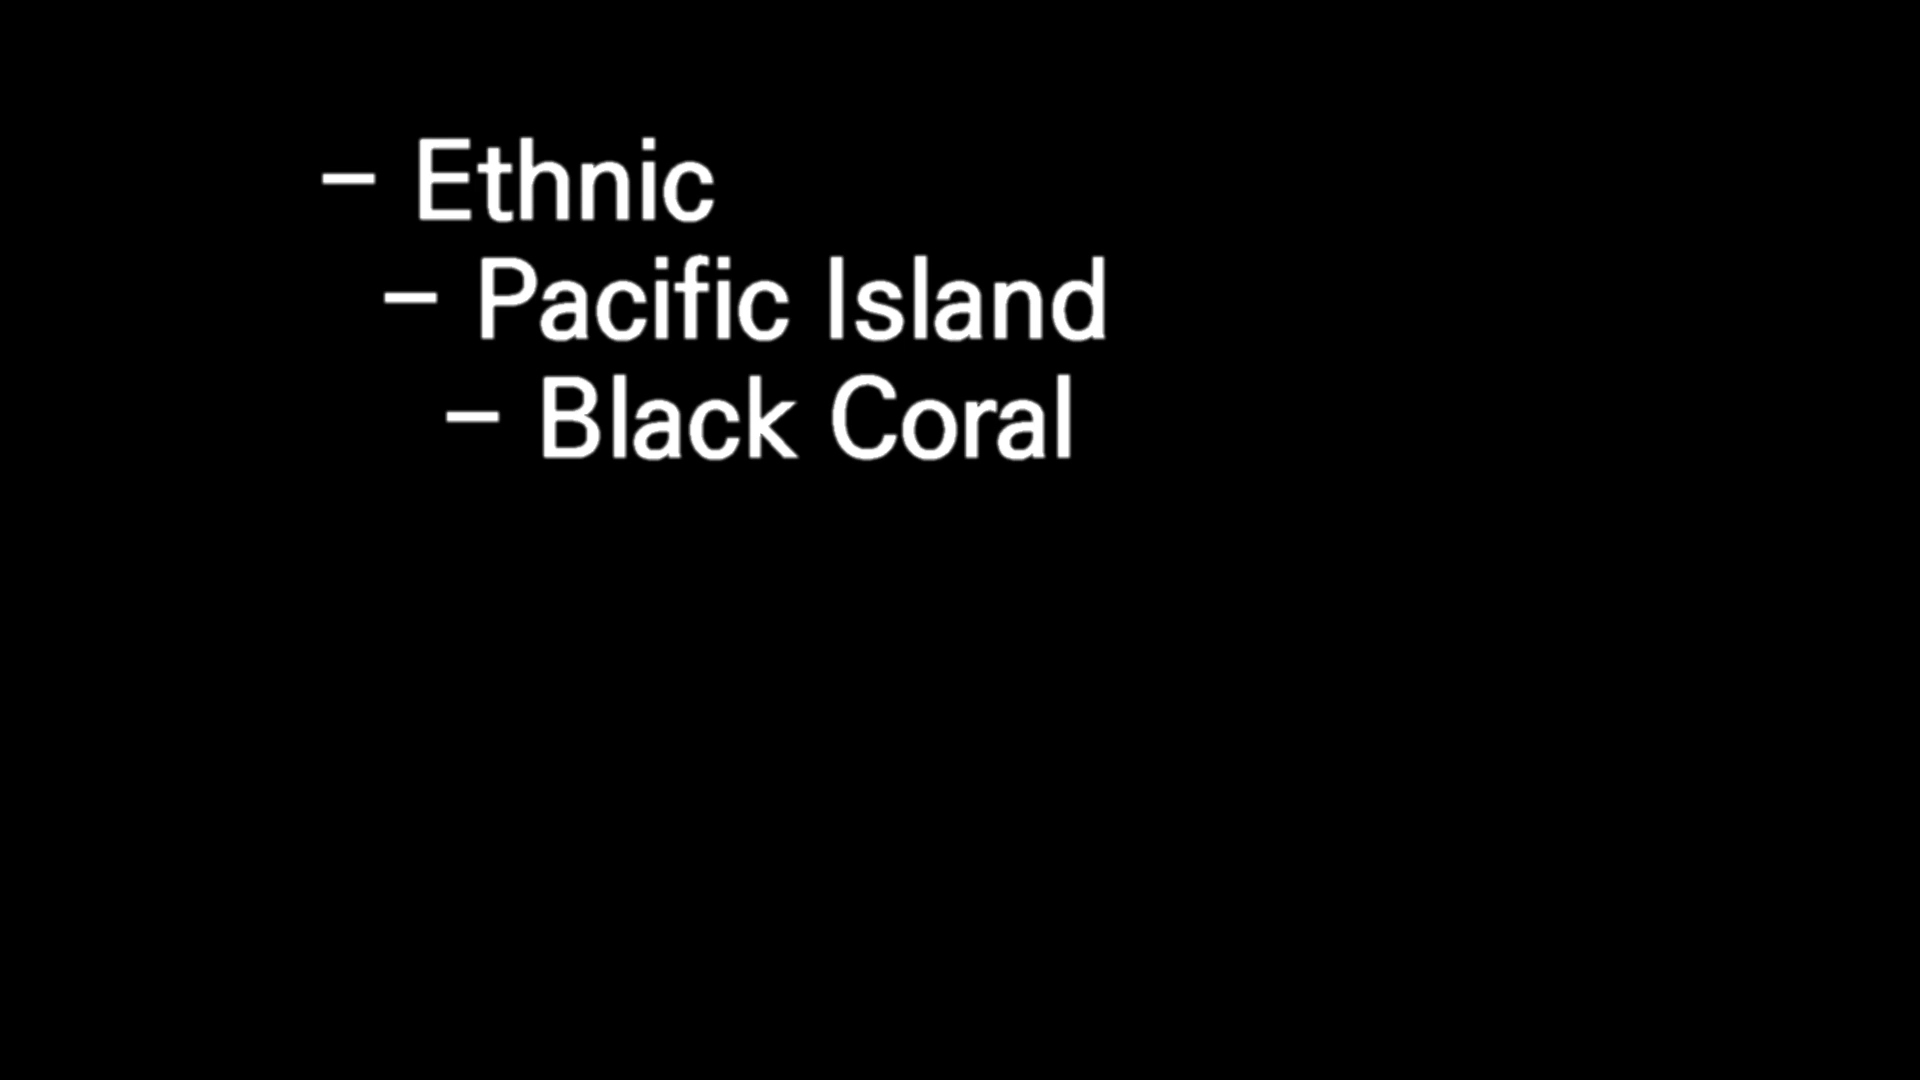 – Ethnic
– Pacific Island
– Black Coral